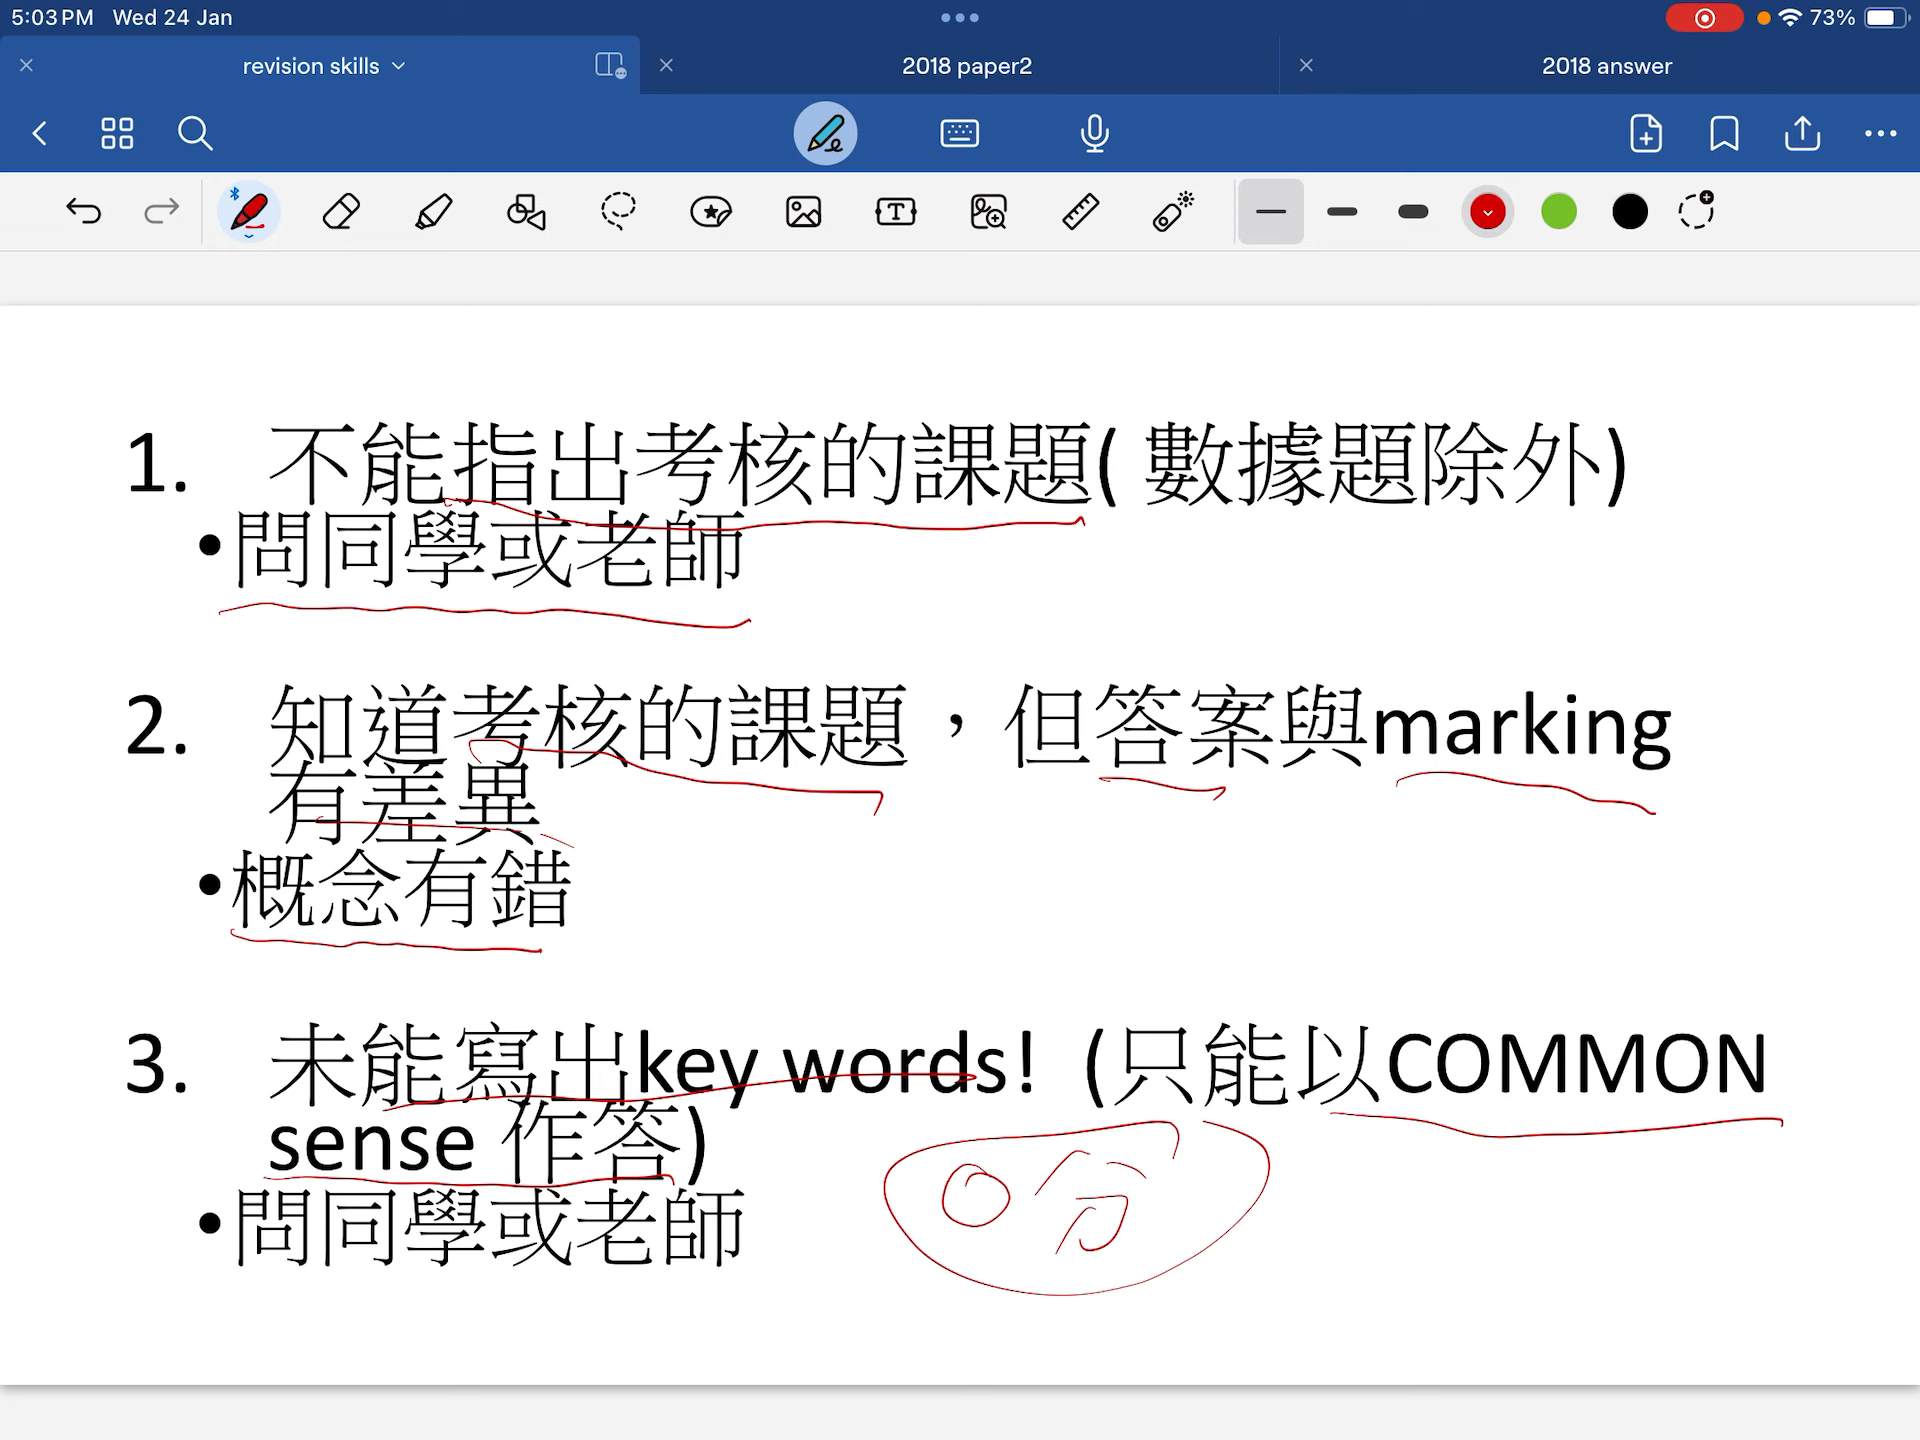 5:03 PM Wed 24 Jan
73%
revision skills
2018 paper2
2018 answer
1. 不能指出考核的課題( 數據題除外)
•問同學或老師
2. 知道考核的課題，但答案與marking
有差異
•概念有錯
3. 未能寫出key words! (只能以COMMON
sense 作答)
0分
•問同學或老師